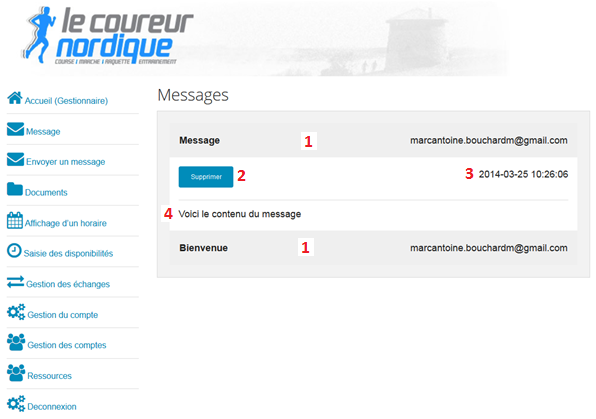 le coureur
nordique
COURSE | MARCHE | RAQUETTE | ENTRAINEMENT
Accueil (Gestionnaire)
Message
Envoyer un message
Documents
Affichage d'un horaire
Saisie des disponibilités
Gestion des échanges
Gestion du compte
Gestion des comptes
Ressources
Deconnexion
Messages
Message 1 marcantoine.bouchardm@gmail.com
Supprimer 2 3 2014-03-25 10:26:06
4 Voici le contenu du message
Bienvenue 1 marcantoine.bouchardm@gmail.com